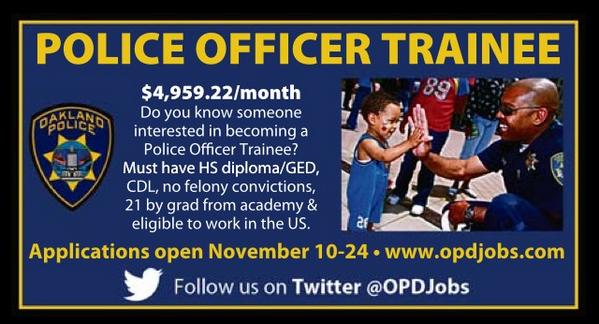 POLICE OFFICER TRAINEE
$4,959.22/month
Do you know someone
interested in becoming a
Police Officer Trainee?
Must have HS diploma/GED,
CDL, no felony convictions,
21 by grad from academy &
eligible to work in the US.
OAKLAND
POLICE
89
Applications open November 10-24 • www.opdjobs.com
Follow us on Twitter @OPDJobs